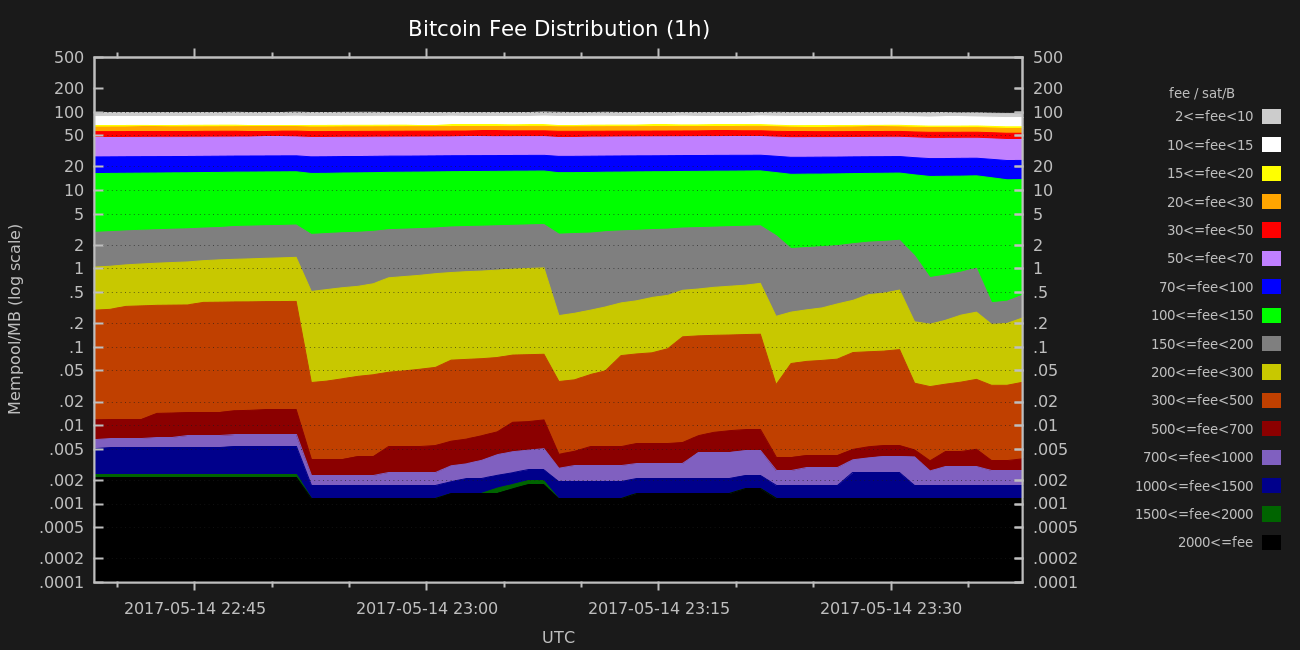 Bitcoin Fee Distribution (1h)
500
200
100
50
20
10
5
2
1
.5
.2
.1
.05
.02
.01
.005
.002
.001
.0005
.0002
.0001
Mempool/MB (log scale)
500
200
100
50
20
10
5
2
1
.5
.2
.1
.05
.02
.01
.005
.002
.001
.0005
.0002
.0001
2017-05-14 22:45
2017-05-14 23:00
2017-05-14 23:15
2017-05-14 23:30
UTC
fee / sat/B
2<=fee<10
10<=fee<15
15<=fee<20
20<=fee<30
30<=fee<50
50<=fee<70
70<=fee<100
100<=fee<150
150<=fee<200
200<=fee<300
300<=fee<500
500<=fee<700
700<=fee<1000
1000<=fee<1500
1500<=fee<2000
2000<=fee